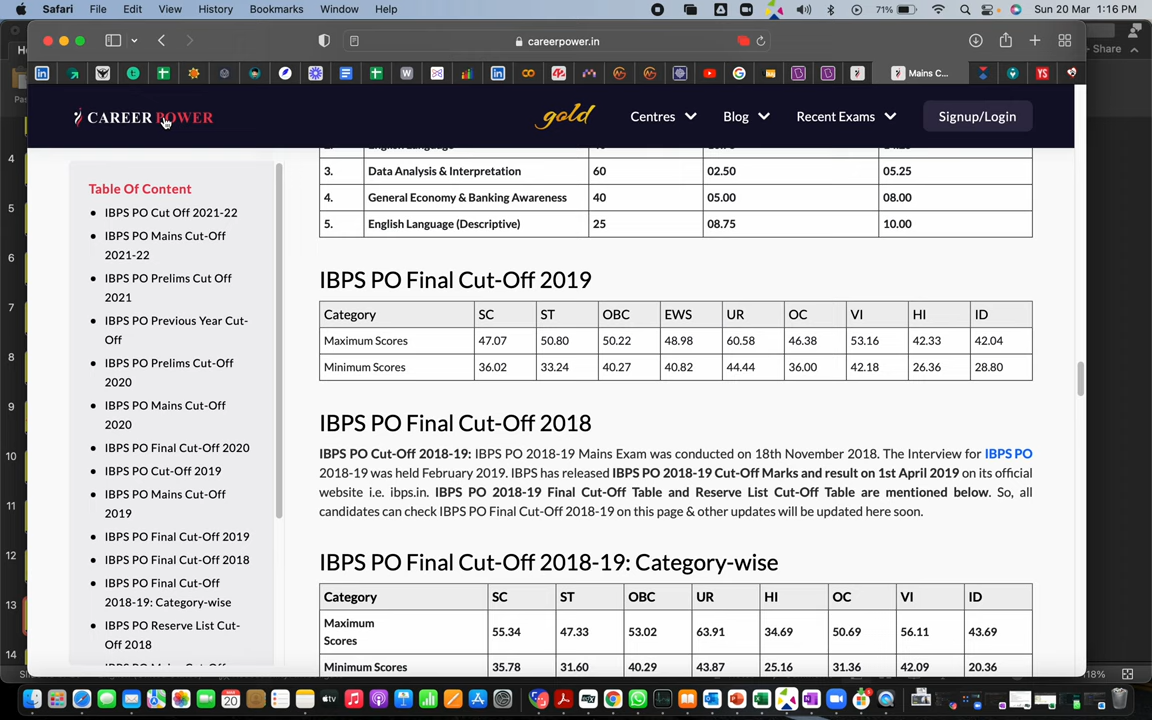 Safari File Edit View History Bookmarks Window Help 71% Sun 20 Mar 1:16 PM
careerpower.in
Mains C...
Share
CAREER POWER gold Centres Blog Recent Exams Signup/Login
Table Of Content
IBPS PO Cut Off 2021-22
IBPS PO Mains Cut-Off
2021-22
IBPS PO Prelims Cut Off
2021
IBPS PO Previous Year Cut-
Off
IBPS PO Prelims Cut-Off
2020
IBPS PO Mains Cut-Off
2020
IBPS PO Final Cut-Off 2020
IBPS PO Cut-Off 2019
IBPS PO Mains Cut-Off
2019
IBPS PO Final Cut-Off 2019
IBPS PO Final Cut-Off 2018
IBPS PO Final Cut-Off
2018-19: Category-wise
IBPS PO Reserve List Cut-
Off 2018
3. Data Analysis & Interpretation 60 02.50 05.25
4. General Economy & Banking Awareness 40 05.00 08.00
5. English Language (Descriptive) 25 08.75 10.00
IBPS PO Final Cut-Off 2019
Category SC ST OBC EWS UR OC VI HI ID
Maximum Scores 47.07 50.80 50.22 48.98 60.58 46.38 53.16 42.33 42.04
Minimum Scores 36.02 33.24 40.27 40.82 44.44 36.00 42.18 26.36 28.80
IBPS PO Final Cut-Off 2018
IBPS PO Cut-Off 2018-19: IBPS PO 2018-19 Mains Exam was conducted on 18th November 2018. The Interview for IBPS PO
2018-19 was held February 2019. IBPS has released IBPS PO 2018-19 Cut-Off Marks and result on 1st April 2019 on its official
website i.e. ibps.in. IBPS PO 2018-19 Final Cut-Off Table and Reserve List Cut-Off Table are mentioned below. So, all
candidates can check IBPS PO Final Cut-Off 2018-19 on this page & other updates will be updated here soon.
IBPS PO Final Cut-Off 2018-19: Category-wise
Category SC ST OBC UR HI OC VI ID
Maximum
Scores 55.34 47.33 53.02 63.91 34.69 50.69 56.11 43.69
Minimum Scores 35.78 31.60 40.29 43.87 25.16 31.36 42.09 20.36
4
5
6
7
8
9
10
11
12
13
14